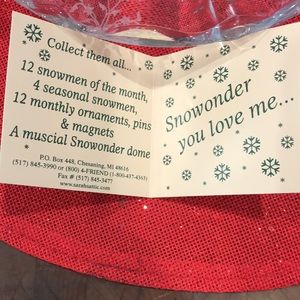 Collect them all...
12 snowmen of the month,
4 seasonal snowmen,
12 monthly ornaments, pins
& magnets
A muscial Snowonder dome
P.O. Box 448, Chesaning, MI 48616
(517) 845-3990 or (800) 4-FRIEND (1-800-437-4363)
Fax # (517) 845-3477
www.sarahsattic.com
Snowonder
you love me...